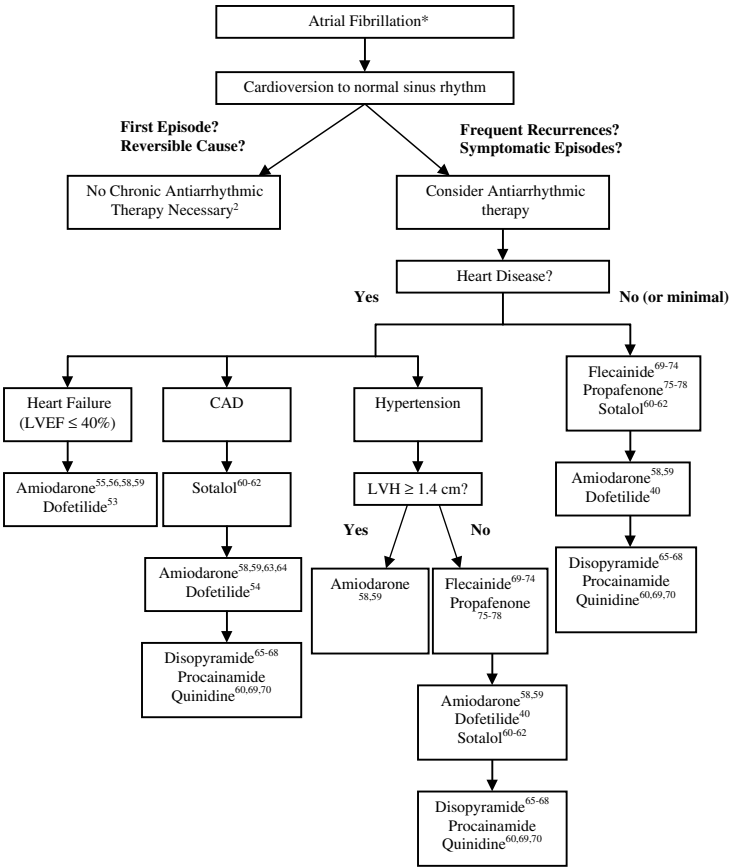 Atrial Fibrillation*
Cardioversion to normal sinus rhythm
First Episode?
Reversible Cause?
Frequent Recurrences?
Symptomatic Episodes?
No Chronic Antiarrhythmic
Therapy Necessary2
Consider Antiarrhythmic
therapy
Heart Disease?
Yes
No (or minimal)
Heart Failure
(LVEF ≤ 40%)
Amiodarone55,56,58,59
Dofetilide53
CAD
Sotalol60-62
Amiodarone58,59,63,64
Dofetilide54
Disopyramide65-68
Procainamide
Quinidine60,69,70
Hypertension
LVH ≥ 1.4 cm?
Yes
No
Amiodarone
58,59
Flecainide69-74
Propafenone
75-78
Amiodarone58,59
Dofetilide40
Sotalol60-62
Disopyramide65-68
Procainamide
Quinidine60,69,70
Flecainide69-74
Propafenone75-78
Sotalol60-62
Amiodarone58,59
Dofetilide40
Disopyramide65-68
Procainamide
Quinidine60,69,70